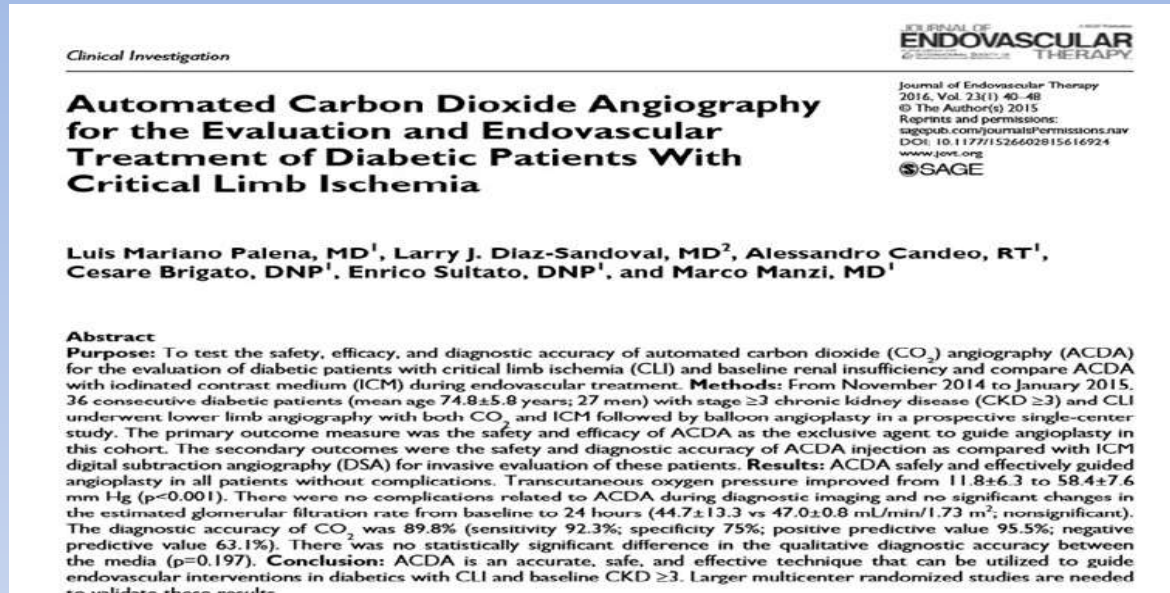 Clinical Investigation
JOURNAL OF
ENDOVASCULAR
THERAPY
Journal of Endovascular Therapy
2016, Vol. 23(1) 40–48
© The Author(s) 2015
Reprints and permissions:
sagepub.com/journalsPermissions.nav
DOI: 10.1177/1526602815616924
www.jevt.org
SAGE
Automated Carbon Dioxide Angiography
for the Evaluation and Endovascular
Treatment of Diabetic Patients With
Critical Limb Ischemia
Luis Mariano Palena, MD¹, Larry J. Diaz-Sandoval, MD², Alessandro Candeo, RT¹,
Cesare Brigato, DNP¹, Enrico Sultato, DNP¹, and Marco Manzi, MD¹
Abstract
Purpose: To test the safety, efficacy, and diagnostic accuracy of automated carbon dioxide (CO₂) angiography (ACDA)
for the evaluation of diabetic patients with critical limb ischemia (CLI) and baseline renal insufficiency and compare ACDA
with iodinated contrast medium (ICM) during endovascular treatment. Methods: From November 2014 to January 2015,
36 consecutive diabetic patients (mean age 74.8±5.8 years; 27 men) with stage ≥3 chronic kidney disease (CKD ≥3) and CLI
underwent lower limb angiography with both CO₂ and ICM followed by balloon angioplasty in a prospective single-center
study. The primary outcome measure was the safety and efficacy of ACDA as the exclusive agent to guide angioplasty in
this cohort. The secondary outcomes were the safety and diagnostic accuracy of ACDA injection as compared with ICM
digital subtraction angiography (DSA) for invasive evaluation of these patients. Results: ACDA safely and effectively guided
angioplasty in all patients without complications. Transcutaneous oxygen pressure improved from 11.8±6.3 to 58.4±7.6
mm Hg (p<0.001). There were no complications related to ACDA during diagnostic imaging and no significant changes in
the estimated glomerular filtration rate from baseline to 24 hours (44.7±13.3 vs 47.0±0.8 mL/min/1.73 m²; nonsignificant).
The diagnostic accuracy of CO₂ was 89.8% (sensitivity 92.3%; specificity 75%; positive predictive value 95.5%; negative
predictive value 63.1%). There was no statistically significant difference in the qualitative diagnostic accuracy between
the media (p=0.197). Conclusion: ACDA is an accurate, safe, and effective technique that can be utilized to guide
endovascular interventions in diabetics with CLI and baseline CKD ≥3. Larger multicenter randomized studies are needed
to validate these results.